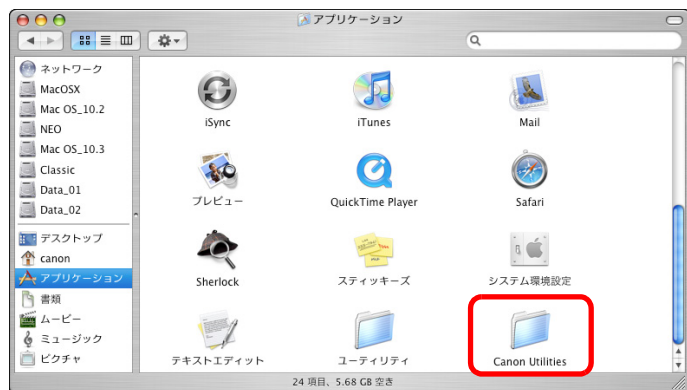 アプリケーション
ネットワーク
MacOSX
Mac OS_10.2
NEO
Mac OS_10.3
Classic
Data_01
Data_02
デスクトップ
canon
アプリケーション
書類
ムービー
ミュージック
ピクチャ
iSync
iTunes
Mail
プレビュー
QuickTime Player
Safari
Sherlock
スティッキーズ
システム環境設定
テキストエディット
ユーティリティ
Canon Utilities
24 項目、5.68 GB 空き